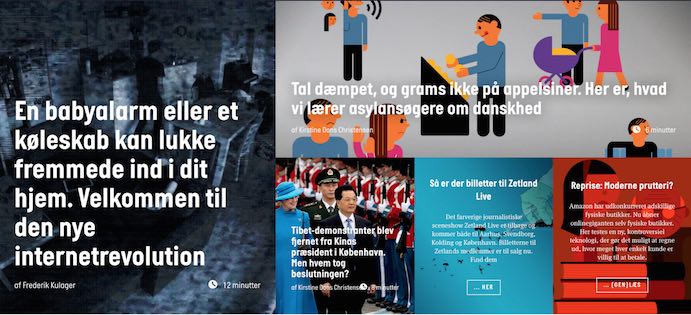 En babyalarm eller et
køleskab kan lukke
fremmede ind i dit
hjem. Velkommen til
den nye
internetrevolution
af Frederik Kulager
12 minutter
Tal dæmpet, og grams ikke på appelsiner. Her er, hvad
vi lærer asylansøgere om danskhed
af Kirstine Dons Christensen
6 minutter
Tibet-demonstranter blev
fjernet fra Kinas
præsident i København.
Men hvem tog
beslutningen?
af Kirstine Dons Christensen
8 minutter
Så er der billetter til Zetland
Live
Det farverige journalistiske
sceneshow Zetland Live er tilbage og
kommer både til Aarhus, Svendborg,
Kolding og København. Billetterne til
Zetlands nye shows er til salg nu.
Find dem
... HER
Reprise: Moderne prutteri?
Amazon har udkonkurreret adskillige
fysiske butikker. Nu åbner
onlinegiganten selv fysiske butikker.
Her testes en ny, kontroversiel
teknologi, der gør det muligt at regne
ud, hvor meget hver enkelt kunde er
villig til at betale.
... (GEN)LÆS